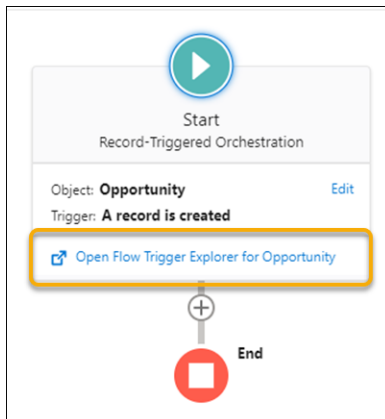 Start
Record-Triggered Orchestration
Object: Opportunity Edit
Trigger: A record is created
Open Flow Trigger Explorer for Opportunity
End